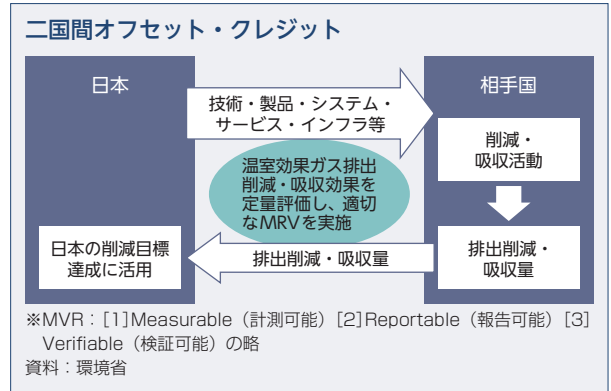 二国間オフセット・クレジット
日本
技術・製品・システム・
サービス・インフラ等
相手国
削減・
吸収活動
温室効果ガス排出
削減・吸収効果を
定量評価し、適切
なMRVを実施
日本の削減目標
達成に活用
排出削減・吸収量
排出削減・
吸収量
※MVR：[1]Measurable（計測可能）[2]Reportable（報告可能）[3]
Verifiable（検証可能）の略
資料：環境省